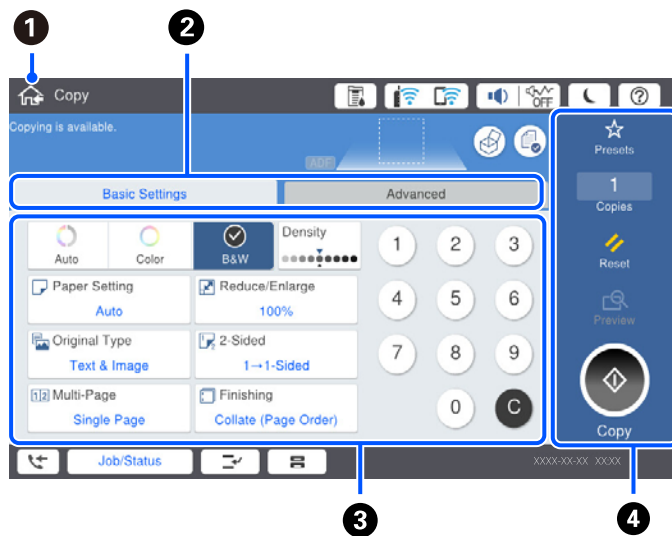 1
2
Copy
OFF
?
Copying is available.
ADF
Presets
Basic Settings
Advanced
1
Copies
Auto
Color
B&W
Density
1
2
3
Reset
Paper Setting
Auto
Reduce/Enlarge
100%
4
5
6
Preview
Original Type
Text & Image
2-Sided
1→1-Sided
7
8
9
12 Multi-Page
Single Page
Finishing
Collate (Page Order)
0
C
Copy
Job/Status
XXXX-XX-XX XX:XX
3
4